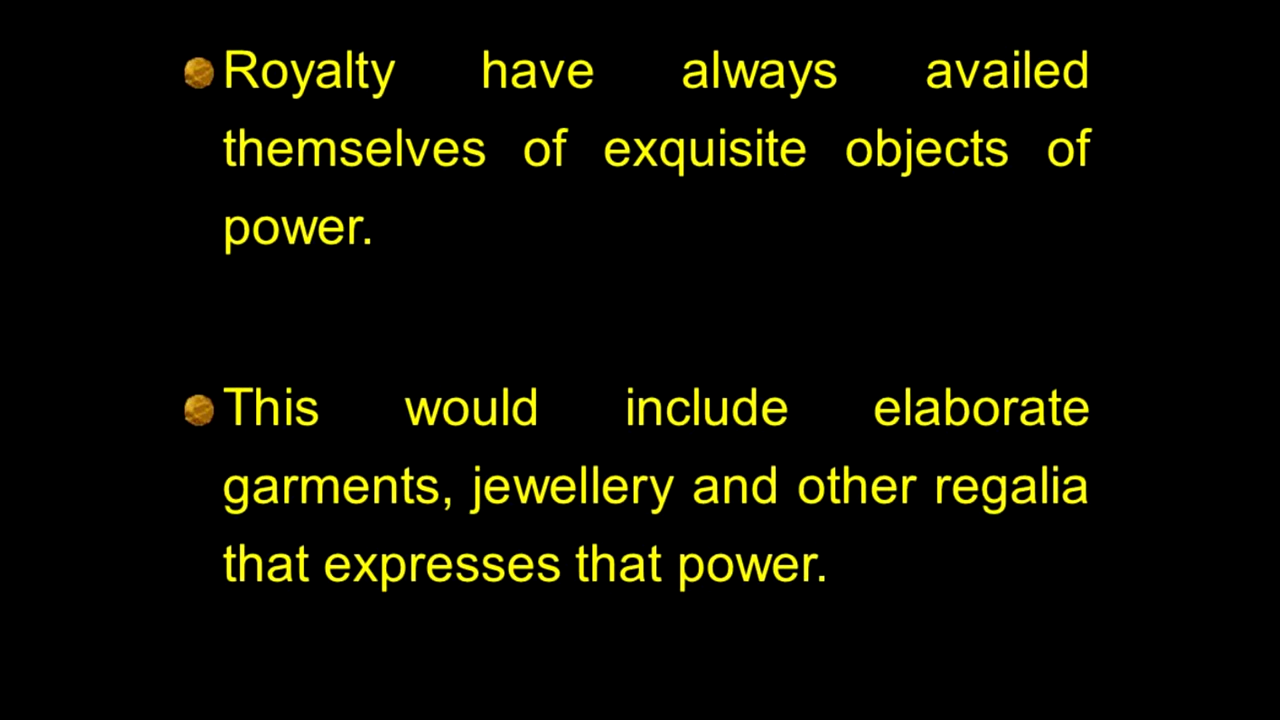 Royalty have always availed
themselves of exquisite objects of
power.
This would include elaborate
garments, jewellery and other regalia
that expresses that power.